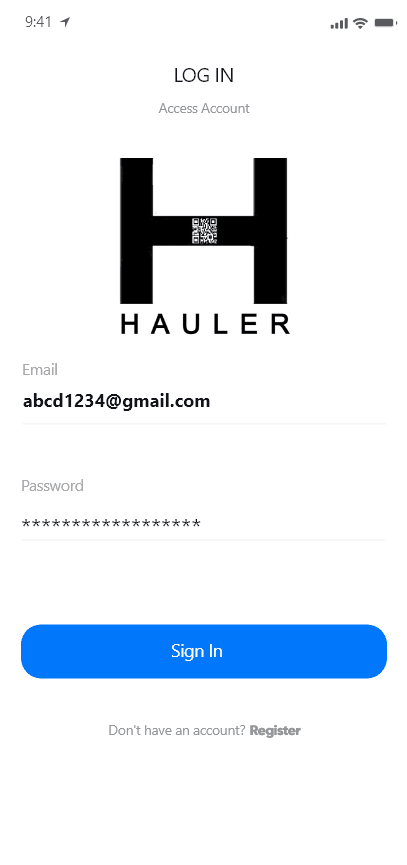 9:41
LOG IN
Access Account
HAULER
Email
abcd1234@gmail.com
Password
******************
Sign In
Don't have an account? Register